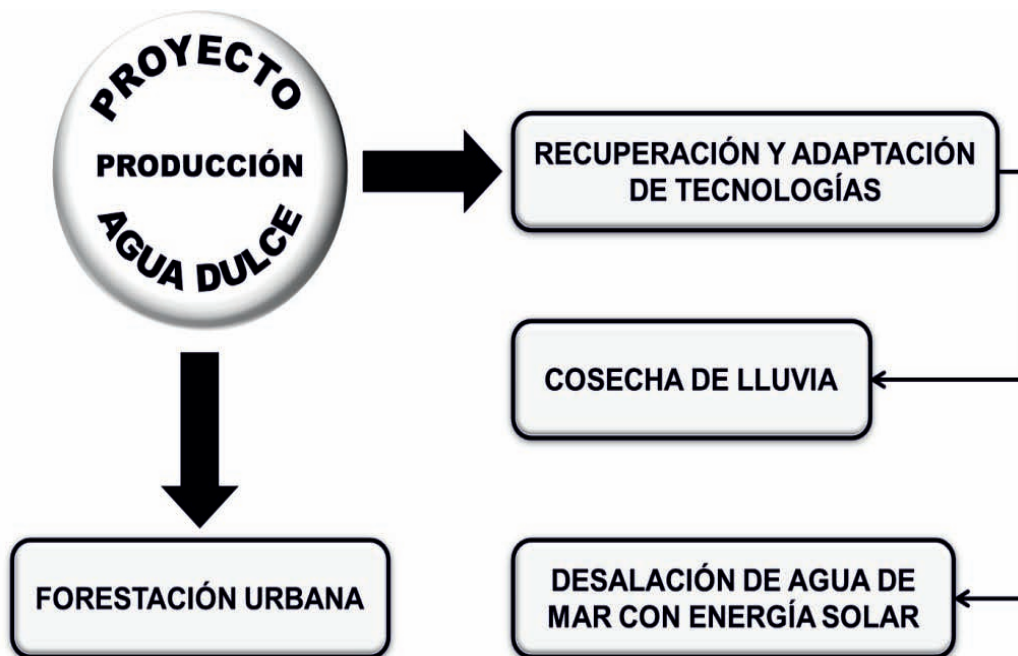 PROYECTO
PRODUCCIÓN
AGUA DULCE
RECUPERACIÓN Y ADAPTACIÓN
DE TECNOLOGÍAS
COSECHA DE LLUVIA
FORESTACIÓN URBANA
DESALACIÓN DE AGUA DE
MAR CON ENERGÍA SOLAR